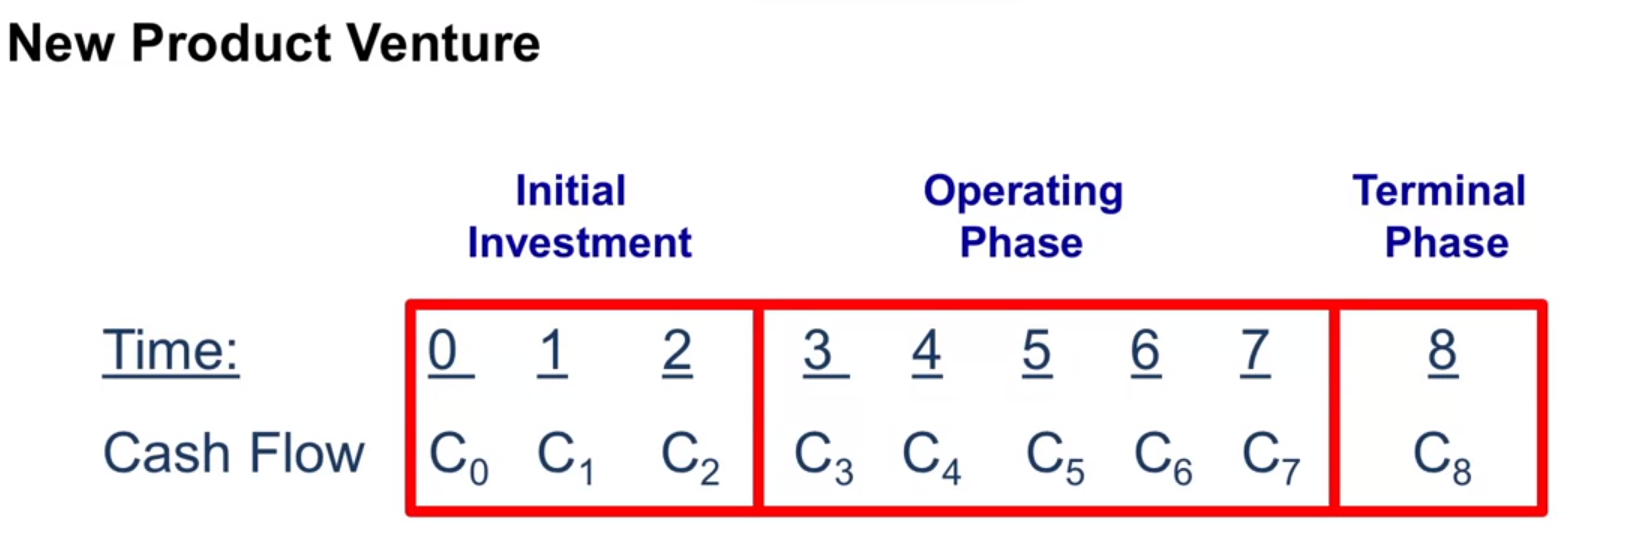 New Product Venture
Initial Investment
Operating Phase
Terminal Phase
Time: 0 1 2 3 4 5 6 7 8
Cash Flow C0 C1 C2 C3 C4 C5 C6 C7 C8